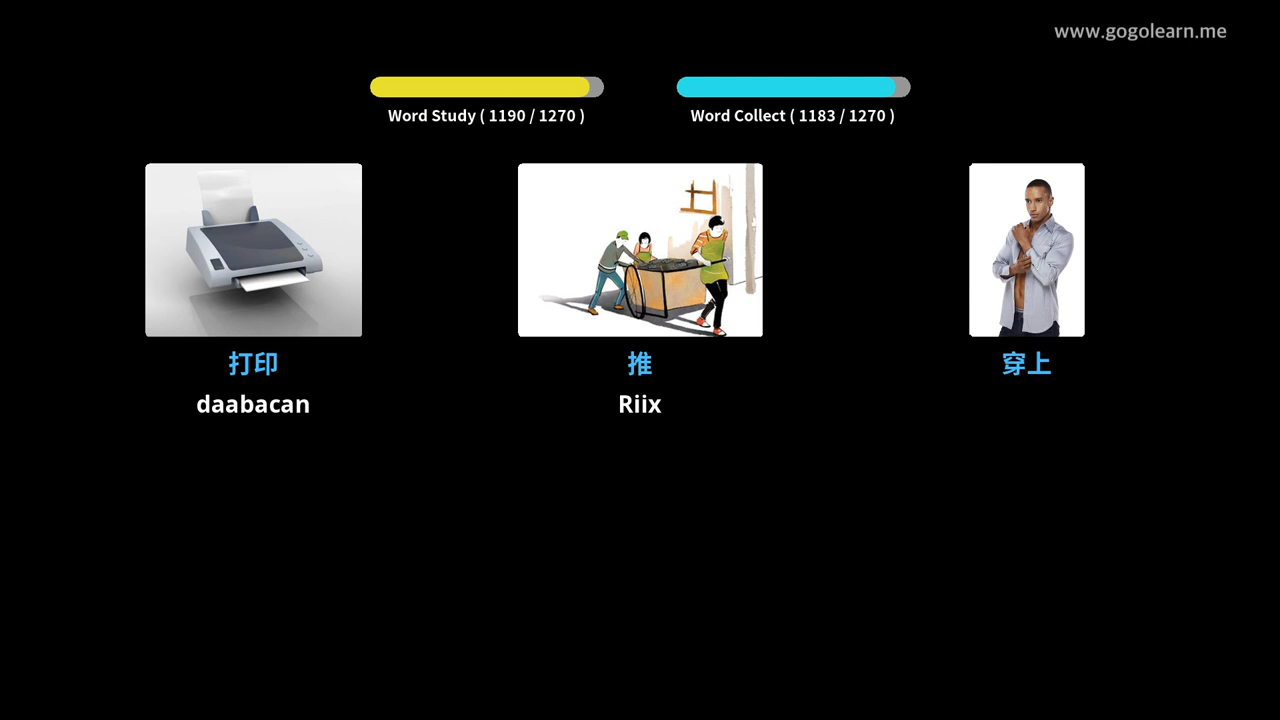 www.gogolearn.me
Word Study ( 1190 / 1270 )
Word Collect ( 1183 / 1270 )
打印
推
穿上
daabacan
Riix